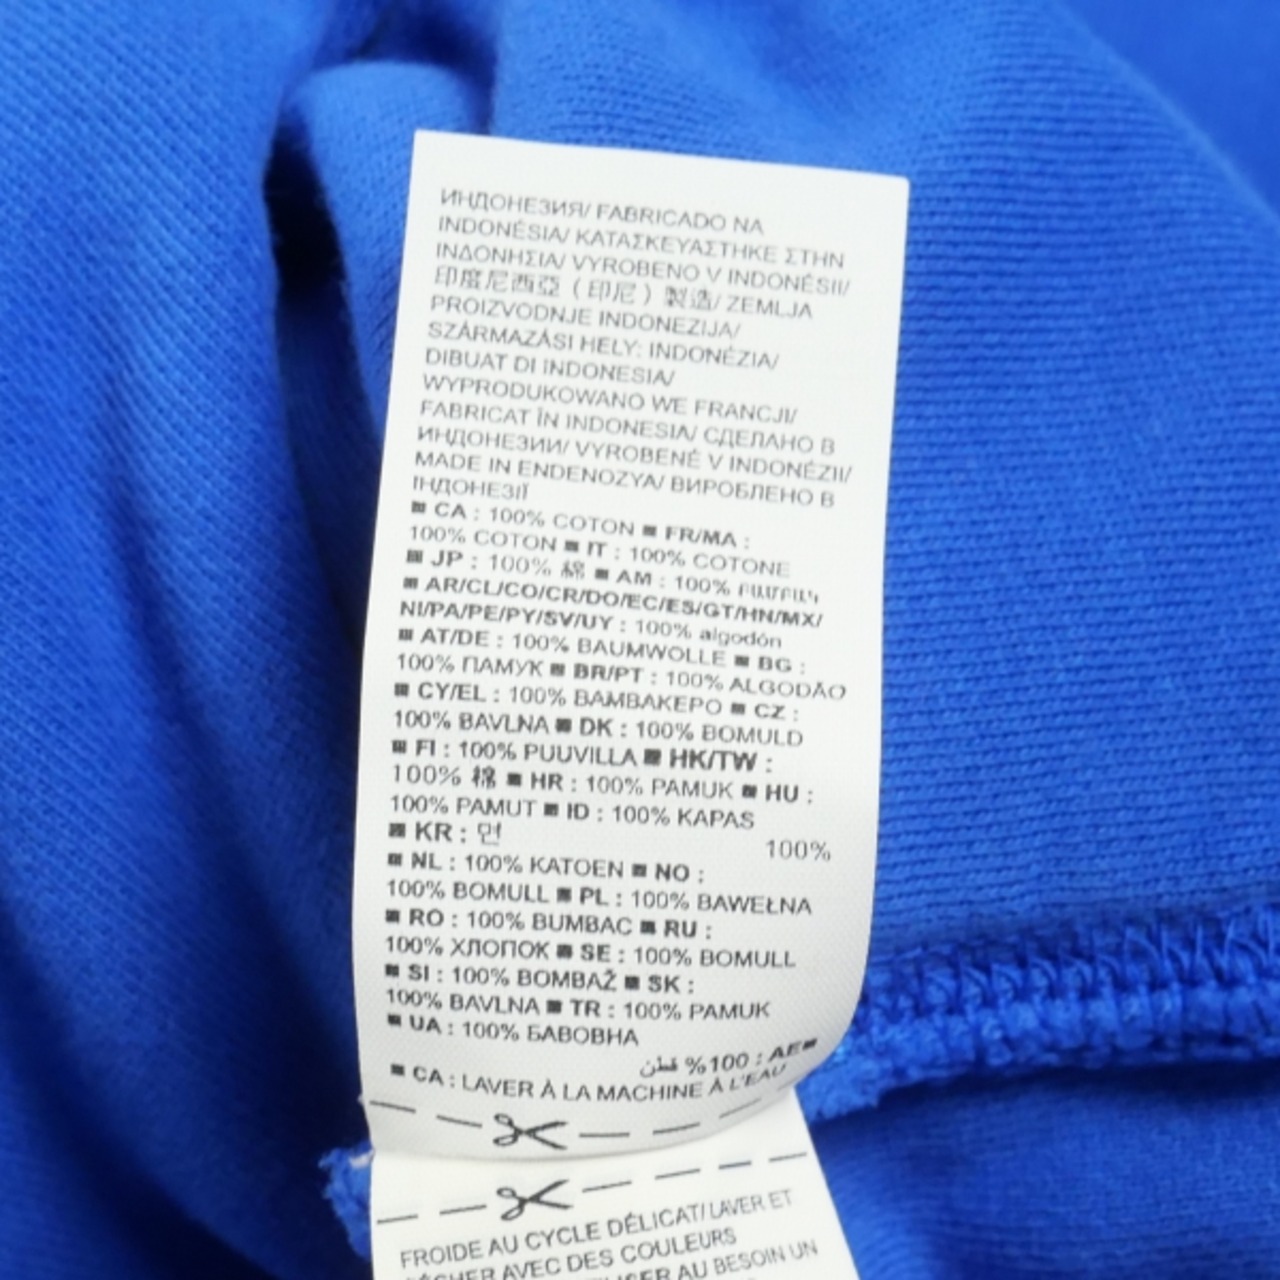 ИНДОНЕЗИЯ/ FABRICADO NA
INDONÉSIA/ ΚΑΤΑΣΚΕΥΑΣΤΗΚΕ ΣΤΗΝ
ΙΝΔΟΝΗΣΙΑ/ VYROBENO V INDONÉSII/
印度尼西亞（印尼）製造/ ZEMLJA
PROIZVODNJE INDONEZIJA/
SZÁRMAZÁSI HELY: INDONÉZIA/
DIBUAT DI INDONESIA/
WYPRODUKOWANO WE FRANCJI/
FABRICAT ÎN INDONESIA/ СДЕЛАНО В
ИНДОНЕЗИИ/ VYROBENÉ V INDONÉZII/
MADE IN ENDENOZYA/ ВИРОБЛЕНО В
ІНДОНЕЗІЇ
■ CA : 100% COTON ■ FR/MA :
100% COTON ■ IT : 100% COTONE
■ JP : 100% 綿 ■ AM : 100%
■ AR/CL/CO/CR/DO/EC/ES/GT/HN/MX/
NI/PA/PE/PY/SV/UY : 100% algodón
■ AT/DE : 100% BAUMWOLLE ■ BG :
100% ПАМУК ■ BR/PT : 100% ALGODÃO
■ CY/EL : 100% ΒΑΜΒΑΚΕΡΟ ■ CZ :
100% BAVLNA ■ DK : 100% BOMULD
■ FI : 100% PUUVILLA ■ HK/TW :
100% 棉 ■ HR : 100% PAMUK ■ HU :
100% PAMUT ■ ID : 100% KAPAS
■ KR : 면 100%
■ NL : 100% KATOEN ■ NO :
100% BOMULL ■ PL : 100% BAWEŁNA
■ RO : 100% BUMBAC ■ RU :
100% ХЛОПОК ■ SE : 100% BOMULL
■ SI : 100% BOMBAŽ ■ SK :
100% BAVLNA ■ TR : 100% PAMUK
■ UA : 100% БАВОВНА
■ AE : 100% قطن
■ CA : LAVER À LA MACHINE À L'EAU
FROIDE AU CYCLE DÉLICAT/ LAVER ET
SÉCHER AVEC DES COULEURS
AU BESOIN UN